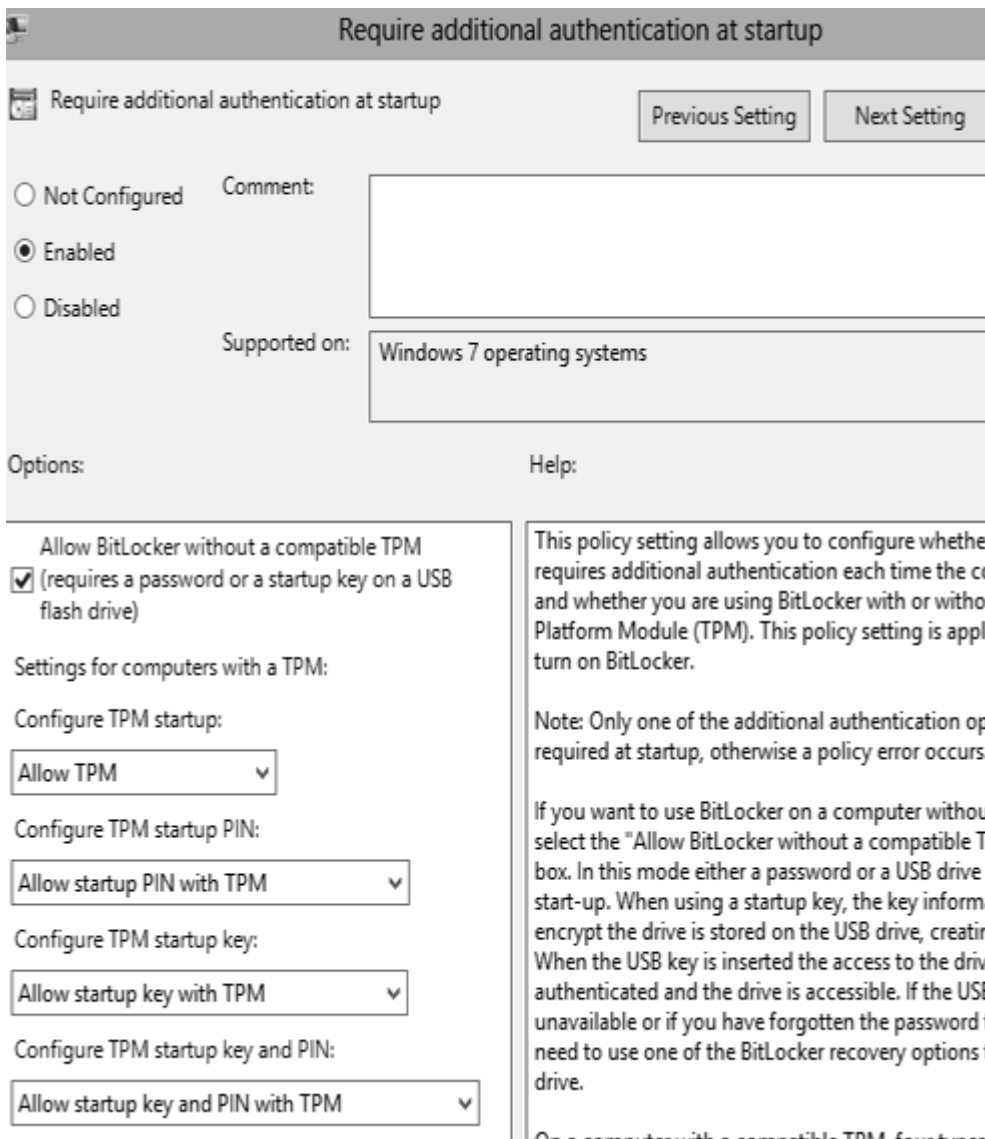 Require additional authentication at startup
Require additional authentication at startup
Previous Setting
Next Setting
Not Configured
Comment:
Enabled
Disabled
Supported on:
Windows 7 operating systems
Options:
Help:
Allow BitLocker without a compatible TPM
(requires a password or a startup key on a USB
flash drive)
Settings for computers with a TPM:
Configure TPM startup:
Allow TPM
Configure TPM startup PIN:
Allow startup PIN with TPM
Configure TPM startup key:
Allow startup key with TPM
Configure TPM startup key and PIN:
Allow startup key and PIN with TPM
This policy setting allows you to configure
requires additional authentication each time the
and whether you are using BitLocker with or
Platform Module (TPM). This policy setting is
turn on BitLocker.
Note: Only one of the additional authentication
required at startup, otherwise a policy error occurs
If you want to use BitLocker on a computer
select the "Allow BitLocker without a compatible
box. In this mode either a password or a USB drive
start-up. When using a startup key, the key
encrypt the drive is stored on the USB drive,
When the USB key is inserted the access to the
authenticated and the drive is accessible. If the
unavailable or if you have forgotten the password
need to use one of the BitLocker recovery options
drive.